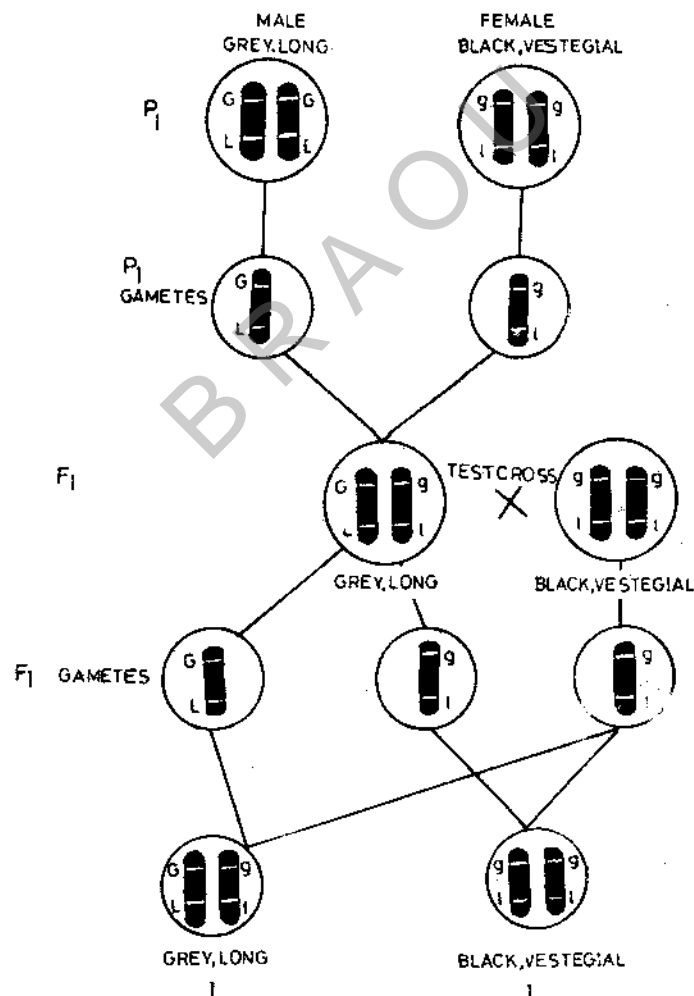 MALE FEMALE
GREY,LONG BLACK,VESTEGIAL
P1
G G g g
L L l l
P1
GAMETES
G g
L l
BRAOU
F1
TESTCROSS
G g g g
L l l l
GREY,LONG BLACK,VESTEGIAL
F1 GAMETES
G g g
L l l
G g g g
L l l l
GREY,LONG BLACK,VESTEGIAL
1 1